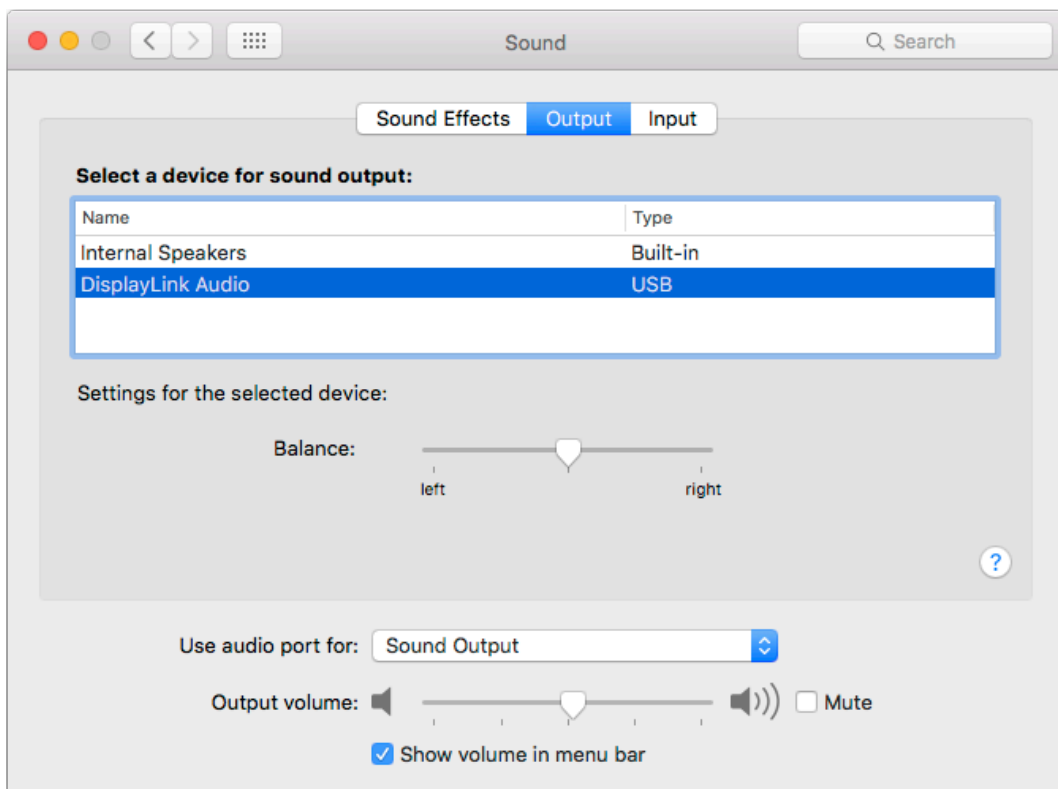 Sound
Search
Sound Effects Output Input
Select a device for sound output:
Name Type
Internal Speakers Built-in
DisplayLink Audio USB
Settings for the selected device:
Balance:
left right
?
Use audio port for: Sound Output
Output volume: Mute
Show volume in menu bar